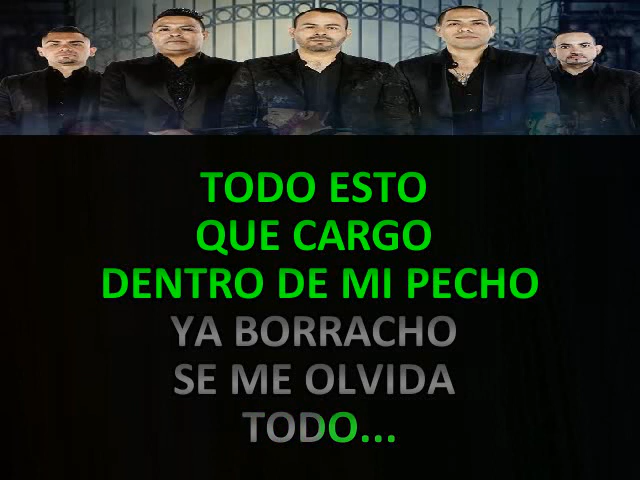 TODO ESTO
QUE CARGO
DENTRO DE MI PECHO
YA BORRACHO
SE ME OLVIDA
TODO...